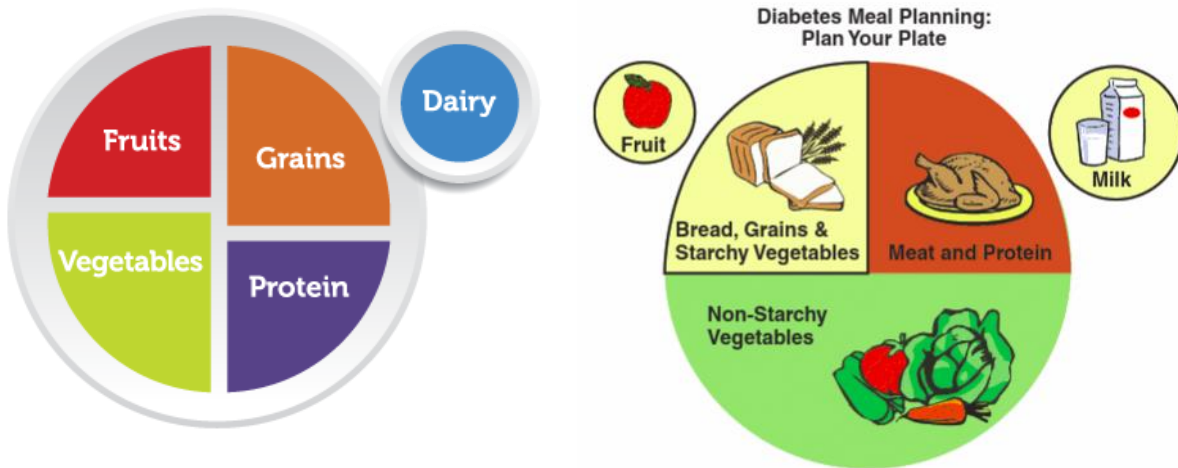 Fruits
Grains
Dairy
Vegetables
Protein
Diabetes Meal Planning:
Plan Your Plate
Fruit
Milk
Bread, Grains &
Starchy Vegetables
Meat and Protein
Non-Starchy
Vegetables